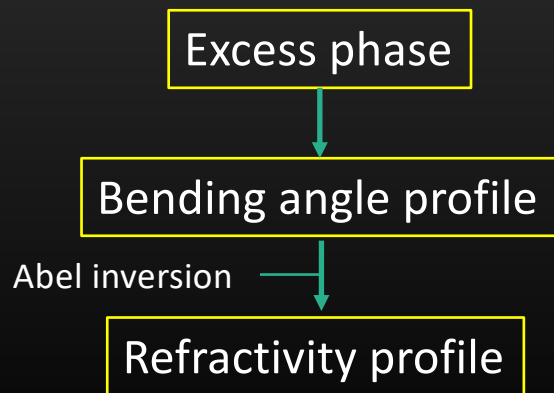 Excess phase
Bending angle profile
Abel inversion
Refractivity profile